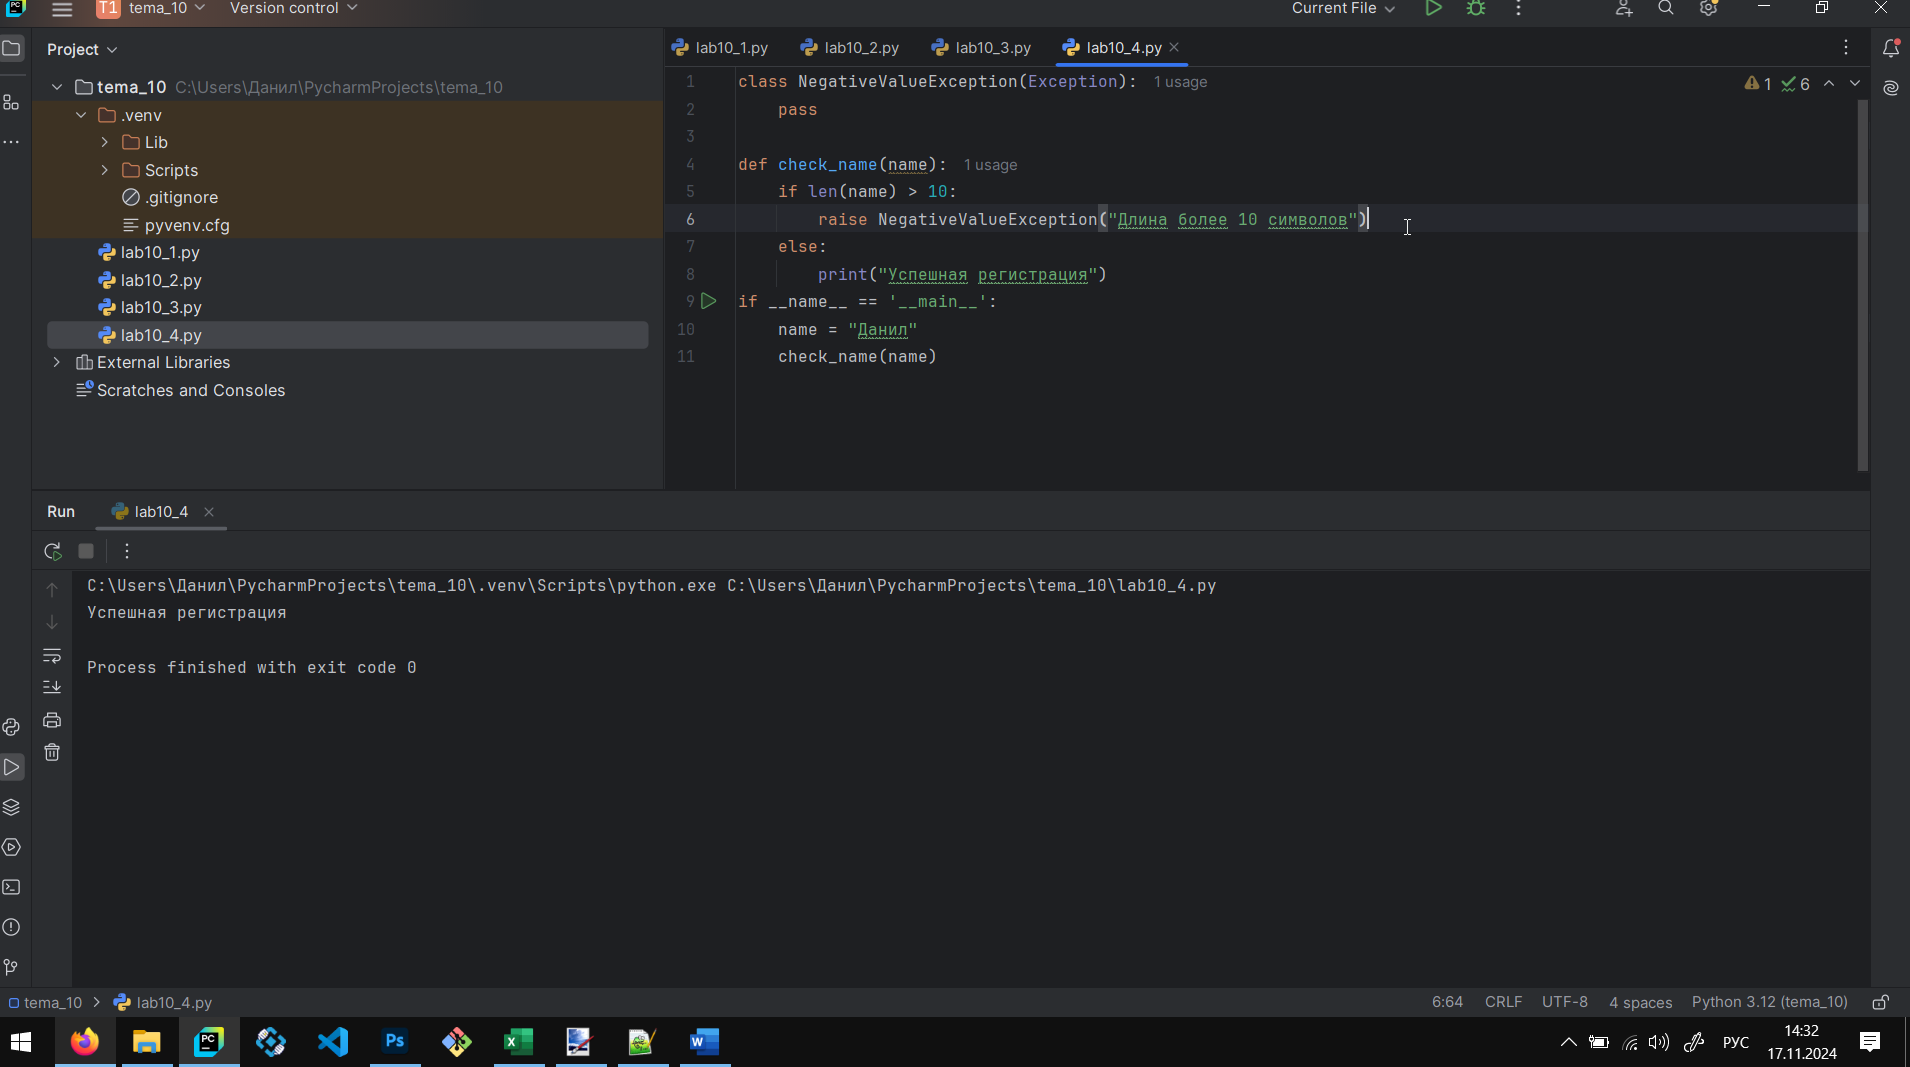 T1 tema_10 Version control Current File
Project
lab10_1.py lab10_2.py lab10_3.py lab10_4.py
tema_10 C:\Users\Данил\PycharmProjects\tema_10
.venv
Lib
Scripts
.gitignore
pyvenv.cfg
lab10_1.py
lab10_2.py
lab10_3.py
lab10_4.py
External Libraries
Scratches and Consoles
1 class NegativeValueException(Exception): 1 usage
1 6
2 pass
3
4 def check_name(name): 1 usage
5 if len(name) > 10:
6 raise NegativeValueException("Длина более 10 символов")
7 else:
8 print("Успешная регистрация")
9 if __name__ == '__main__':
10 name = "Данил"
11 check_name(name)
Run lab10_4
C:\Users\Данил\PycharmProjects\tema_10\.venv\Scripts\python.exe C:\Users\Данил\PycharmProjects\tema_10\lab10_4.py
Успешная регистрация
Process finished with exit code 0
tema_10 > lab10_4.py 6:64 CRLF UTF-8 4 spaces Python 3.12 (tema_10)
РУС
14:32
17.11.2024